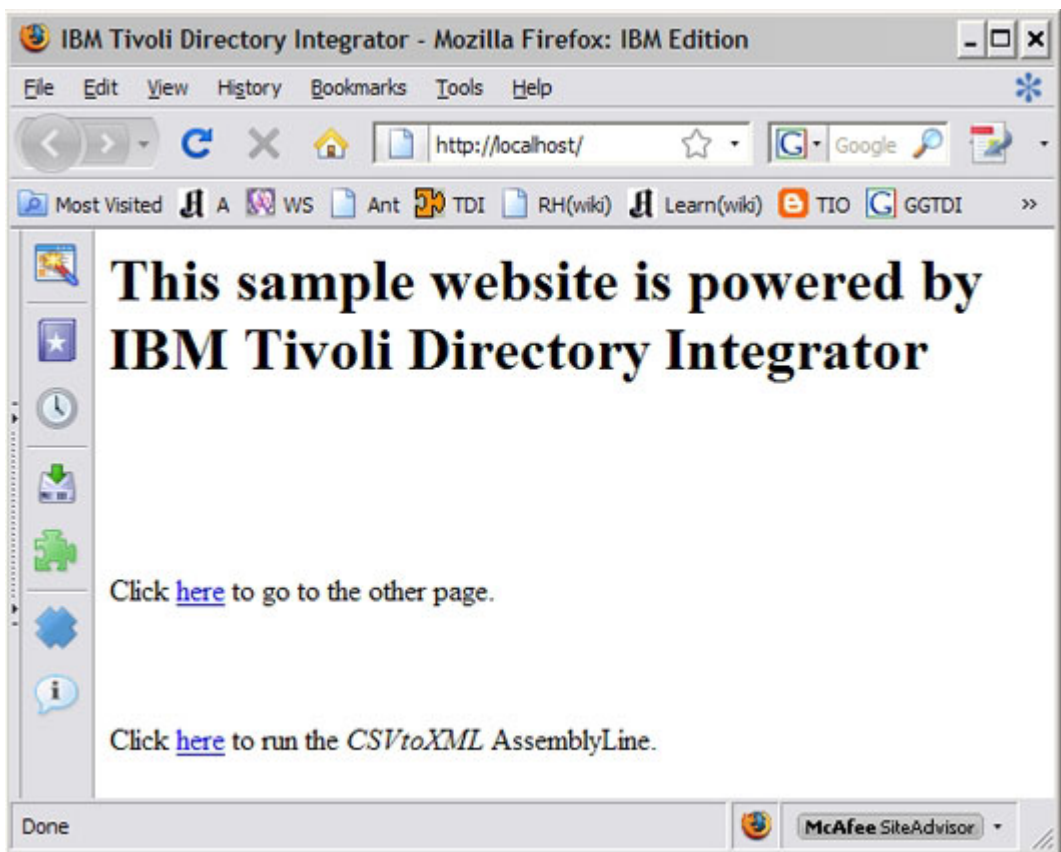 IBM Tivoli Directory Integrator - Mozilla Firefox: IBM Edition
File Edit View History Bookmarks Tools Help
http://localhost/ G Google
Most Visited A A WS Ant TDI RH(wiki) A Learn(wiki) TIO G GGTDI »
This sample website is powered by
IBM Tivoli Directory Integrator
Click here to go to the other page.
Click here to run the CSVtoXML AssemblyLine.
Done McAfee SiteAdvisor